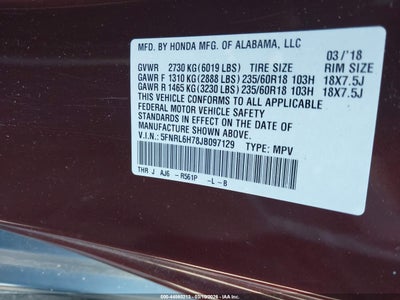 MFD. BY HONDA MFG. OF ALABAMA, LLC 03/'18
GVWR 2730 KG (6019 LBS) TIRE SIZE RIM SIZE
GAWR F 1310 KG (2888 LBS) 235/60R18 103H 18X7.5J
GAWR R 1465 KG (3230 LBS) 235/60R18 103H 18X7.5J
THIS VEHICLE CONFORMS TO ALL APPLICABLE
FEDERAL MOTOR VEHICLE SAFETY
STANDARDS IN EFFECT ON THE DATE OF
MANUFACTURE SHOWN ABOVE.
V.I.N.: 5FNRL6H78JB097129 TYPE: MPV
THR J AJ6 - R561P -L - B